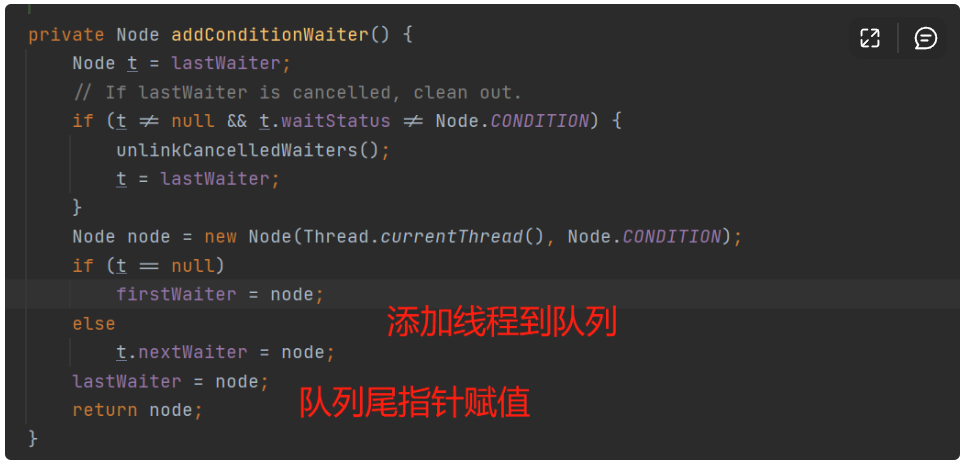 private Node addConditionWaiter() {
Node t = lastWaiter;
// If lastWaiter is cancelled, clean out.
if (t != null && t.waitStatus != Node.CONDITION) {
unlinkCancelledWaiters();
t = lastWaiter;
}
Node node = new Node(Thread.currentThread(), Node.CONDITION);
if (t == null)
firstWaiter = node;
添加线程到队列
else
t.nextWaiter = node;
lastWaiter = node;
队列尾指针赋值
return node;
}